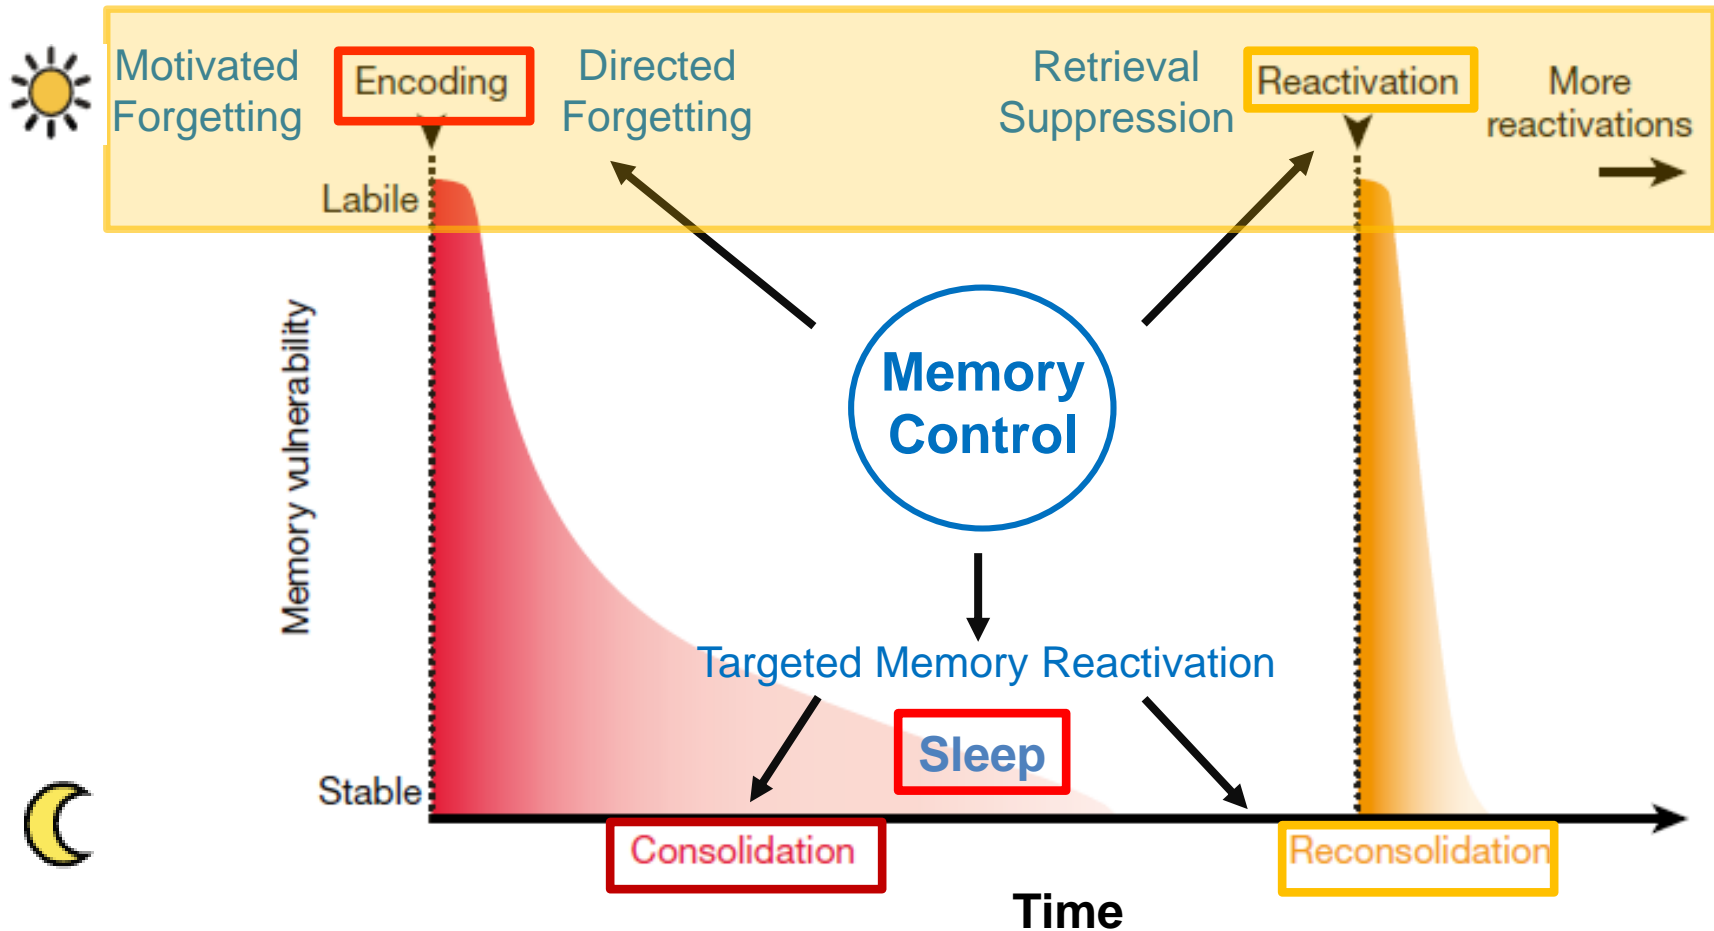 Motivated
Forgetting
Encoding
Directed
Forgetting
Retrieval
Suppression
Reactivation
More
reactivations
Labile
Memory vulnerability
Memory
Control
Targeted Memory Reactivation
Sleep
Stable
Consolidation
Reconsolidation
Time